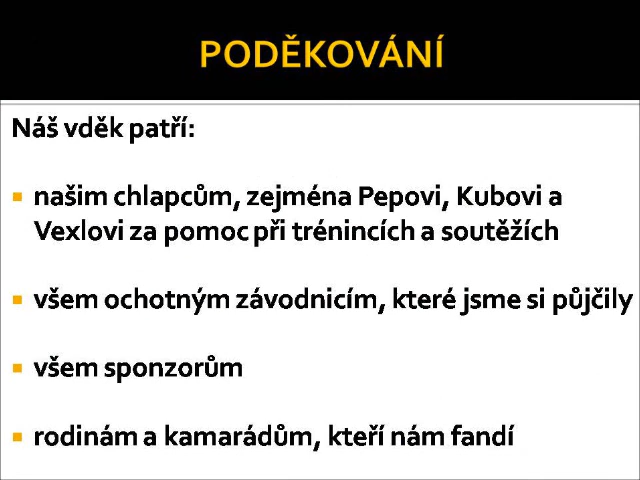 PODĚKOVÁNÍ
Náš vděk patří:
našim chlapcům, zejména Pepovi, Kubovi a
Vexlovi za pomoc při trénincích a soutěžích
všem ochotným závodnicím, které jsme si půjčily
všem sponzorům
rodinám a kamarádům, kteří nám fandí